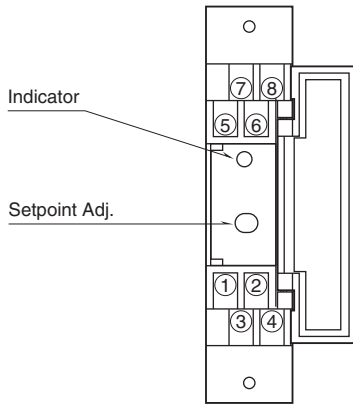 ⑦ ⑧
Indicator
⑤ ⑥
Setpoint Adj.
① ②
③ ④